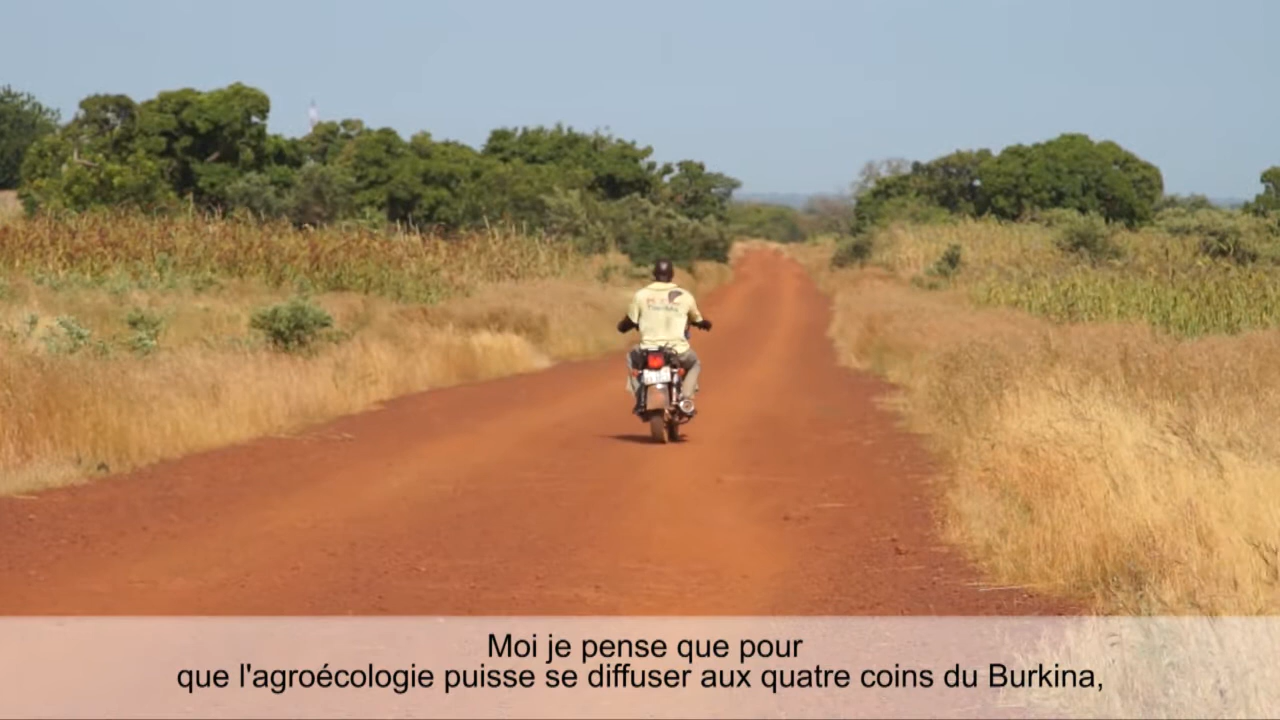 Moi je pense que pour
que l'agroécologie puisse se diffuser aux quatre coins du Burkina,